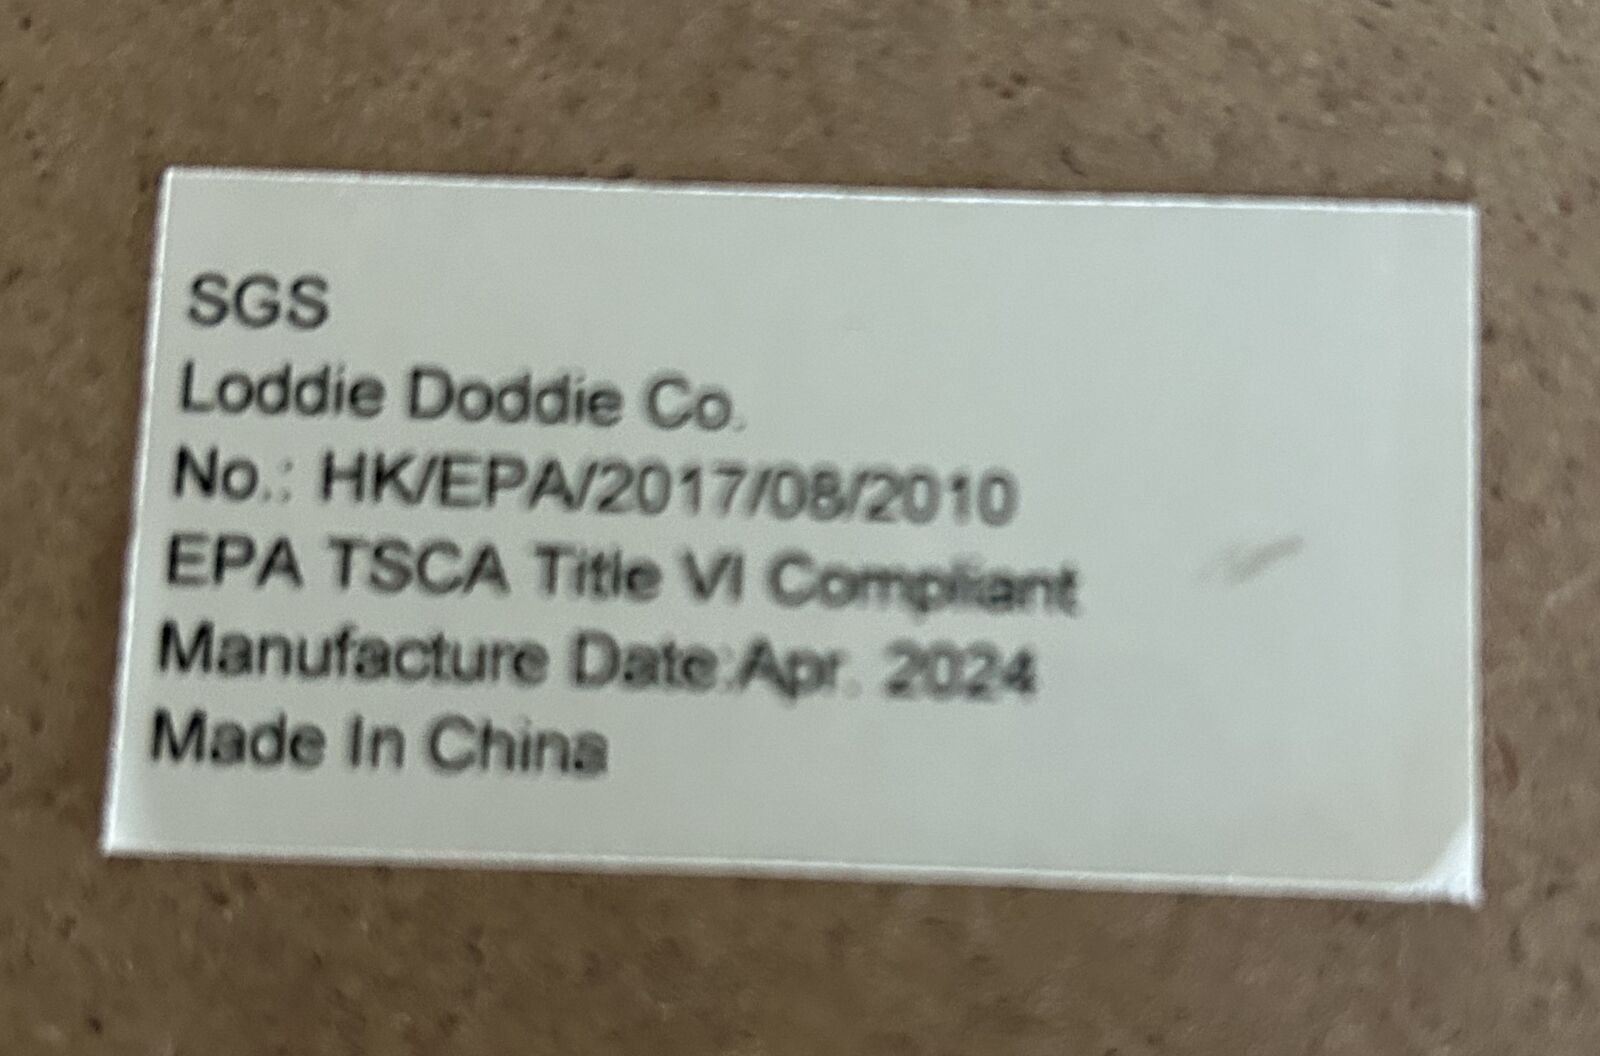 SGS
Loddie Doddie Co.
No.: HK/EPA/2017/08/2010
EPA TSCA Title VI Compliant
Manufacture Date:Apr. 2024
Made In China